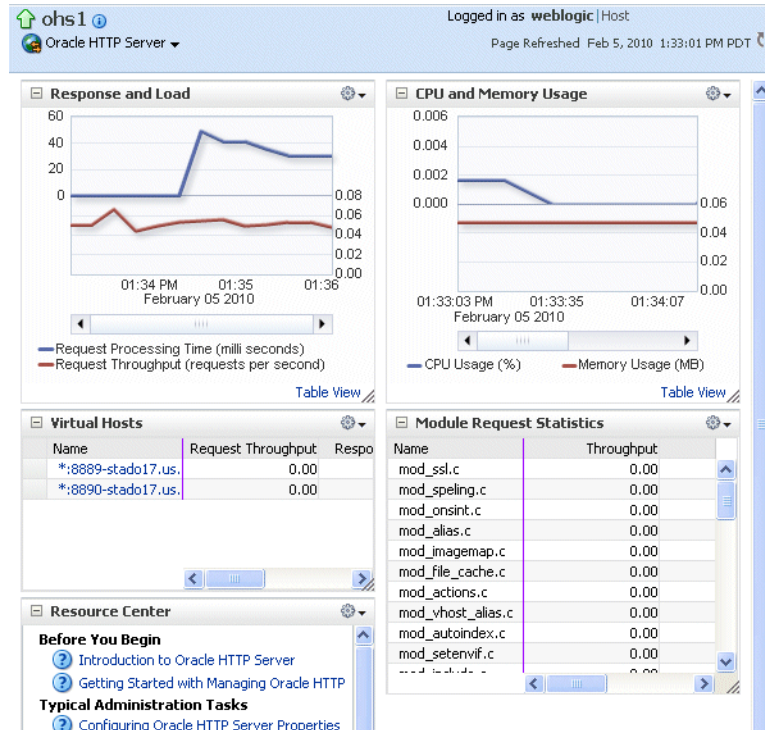 ohs1
Logged in as weblogic|Host
Oracle HTTP Server
Page Refreshed Feb 5, 2010 1:33:01 PM PDT
Response and Load
60
40
20
0
0.08
0.06
0.04
0.02
0.00
01:34 PM 01:35 01:36
February 05 2010
Request Processing Time (milli seconds)
Request Throughput (requests per second)
Table View
CPU and Memory Usage
0.006
0.004
0.002
0.000
0.06
0.04
0.02
0.00
01:33:03 PM 01:33:35 01:34:07
February 05 2010
CPU Usage (%) Memory Usage (MB)
Table View
Virtual Hosts
Name Request Throughput Respo
*:8889-stado17.us. 0.00
*:8890-stado17.us. 0.00
Module Request Statistics
Name Throughput
mod_ssl.c 0.00
mod_speling.c 0.00
mod_onsint.c 0.00
mod_alias.c 0.00
mod_imagemap.c 0.00
mod_file_cache.c 0.00
mod_actions.c 0.00
mod_vhost_alias.c 0.00
mod_autoindex.c 0.00
mod_setenvif.c 0.00
Resource Center
Before You Begin
Introduction to Oracle HTTP Server
Getting Started with Managing Oracle HTTP
Typical Administration Tasks
Configuring Oracle HTTP Server Properties